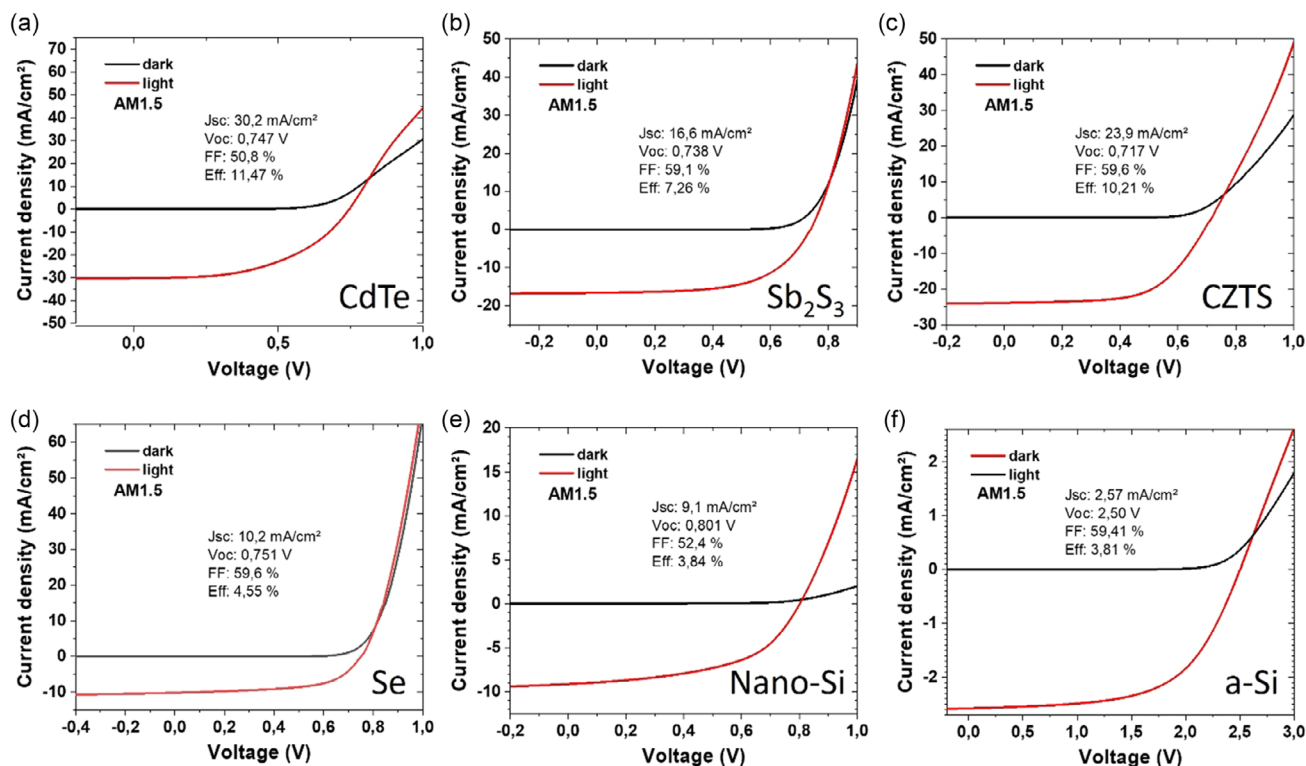 (a)
Current density (mA/cm²)
75
70
60
50
40
30
20
10
0
-10
-20
-30
-40
-50
dark
light
AM1.5
Jsc: 30,2 mA/cm²
Voc: 0,747 V
FF: 50,8 %
Eff: 11,47 %
CdTe
0,0 0,5 1,0
Voltage (V)
(b)
Current density (mA/cm²)
50
40
30
20
10
0
-10
-20
dark
light
AM1.5
Jsc: 16,6 mA/cm²
Voc: 0,738 V
FF: 59,1 %
Eff: 7,26 %
Sb₂S₃
-0,2 0,0 0,2 0,4 0,6 0,8
Voltage (V)
(c)
Current density (mA/cm²)
50
40
30
20
10
0
-10
-20
-30
dark
light
AM1.5
Jsc: 23,9 mA/cm²
Voc: 0,717 V
FF: 59,6 %
Eff: 10,21 %
CZTS
-0,2 0,0 0,2 0,4 0,6 0,8 1,0
Voltage (V)
(d)
Current density (mA/cm²)
60
50
40
30
20
10
0
-10
dark
light
AM1.5
Jsc: 10,2 mA/cm²
Voc: 0,751 V
FF: 59,6 %
Eff: 4,55 %
Se
-0,4 -0,2 0,0 0,2 0,4 0,6 0,8 1,0
Voltage (V)
(e)
Current density (mA/cm²)
20
15
10
5
0
-5
-10
dark
light
AM1.5
Jsc: 9,1 mA/cm²
Voc: 0,801 V
FF: 52,4 %
Eff: 3,84 %
Nano-Si
-0,2 0,0 0,2 0,4 0,6 0,8 1,0
Voltage (V)
(f)
Current density (mA/cm²)
2
1
0
-1
-2
dark
light
AM1.5
Jsc: 2,57 mA/cm²
Voc: 2,50 V
FF: 59,41 %
Eff: 3,81 %
a-Si
0,0 0,5 1,0 1,5 2,0 2,5 3,0
Voltage (V)